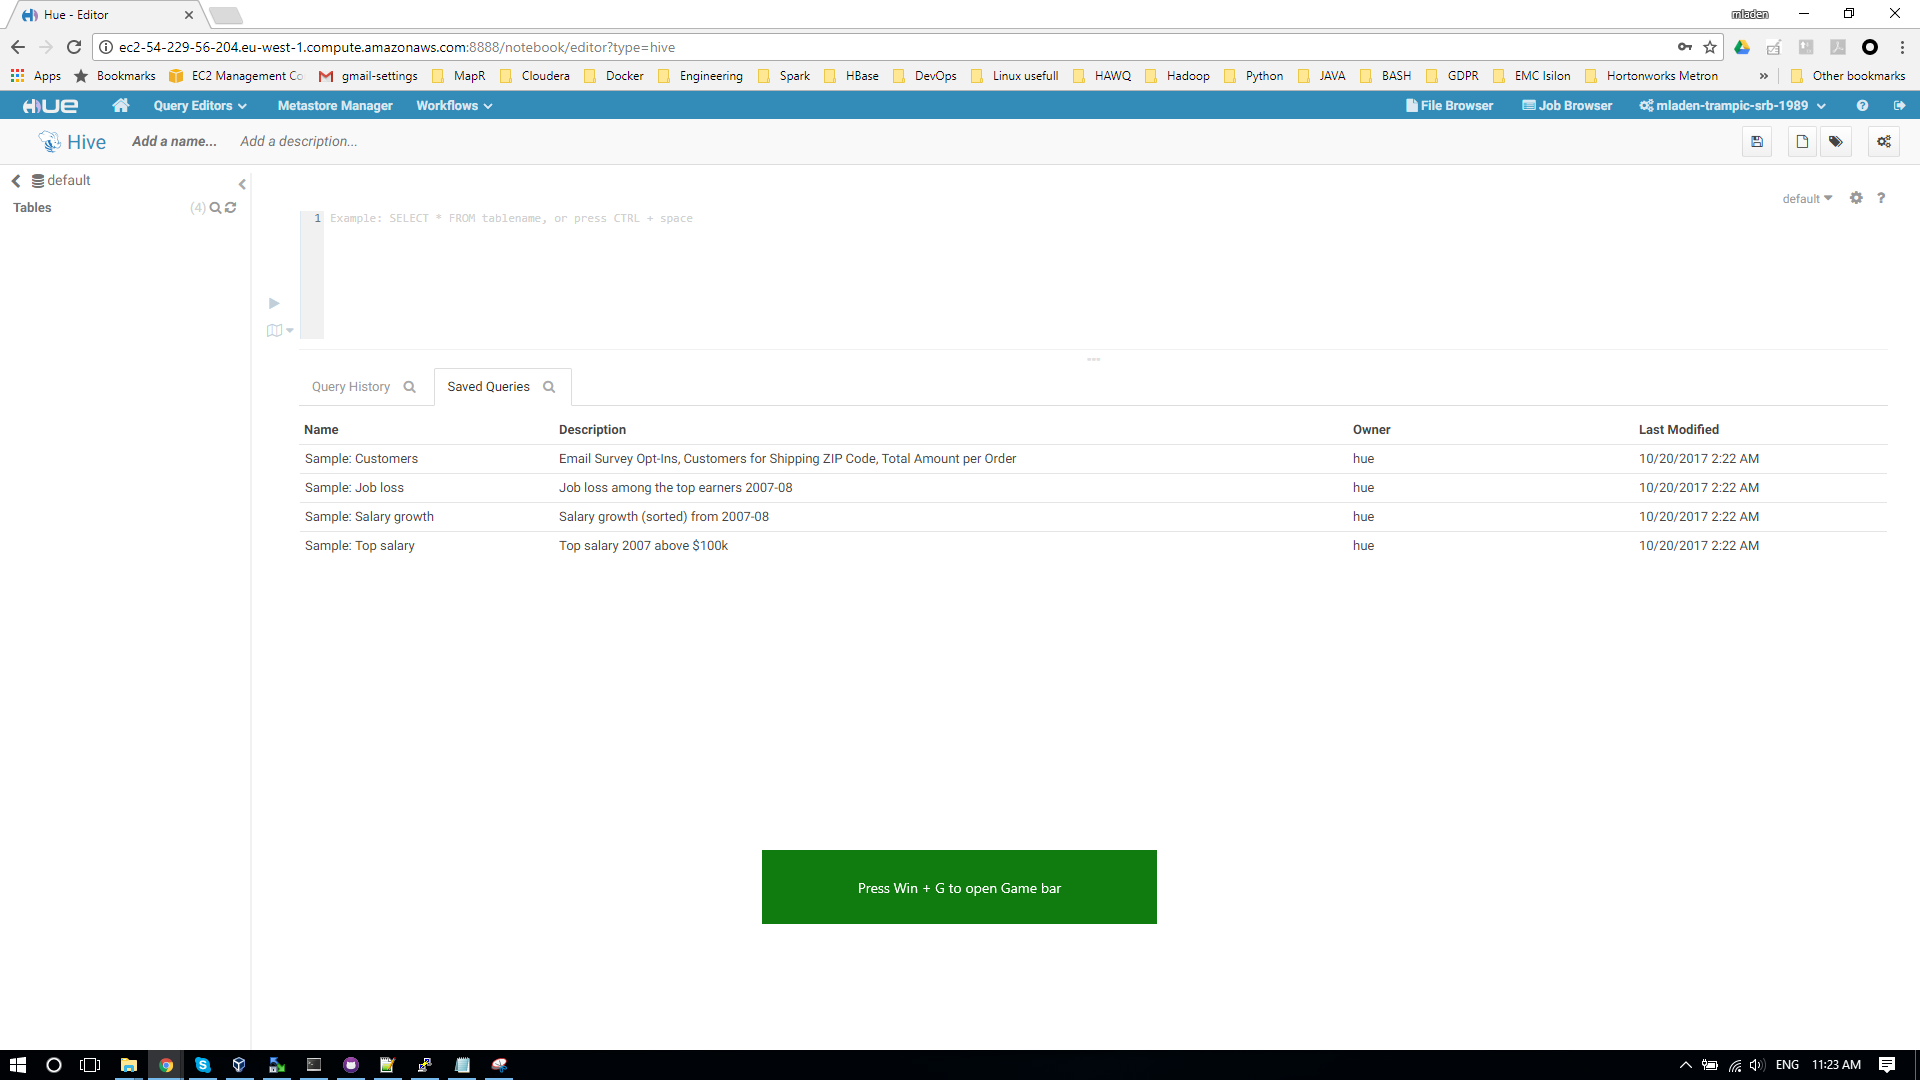 Hue - Editor
mladen
ec2-54-229-56-204.eu-west-1.compute.amazonaws.com:8888/notebook/editor?type=hive
Apps Bookmarks EC2 Management Co gmail-settings MapR Cloudera Docker Engineering Spark HBase DevOps Linux usefull HAWQ Hadoop Python JAVA BASH GDPR EMC Isilon Hortonworks Metron » Other bookmarks
HUE Query Editors Metastore Manager Workflows File Browser Job Browser mladen-trampic-srb-1989
Hive Add a name... Add a description...
default
Tables (4)
default ?
1 Example: SELECT * FROM tablename, or press CTRL + space
Query History Saved Queries
Name Description Owner Last Modified
Sample: Customers Email Survey Opt-Ins, Customers for Shipping ZIP Code, Total Amount per Order hue 10/20/2017 2:22 AM
Sample: Job loss Job loss among the top earners 2007-08 hue 10/20/2017 2:22 AM
Sample: Salary growth Salary growth (sorted) from 2007-08 hue 10/20/2017 2:22 AM
Sample: Top salary Top salary 2007 above $100k hue 10/20/2017 2:22 AM
Press Win + G to open Game bar
ENG 11:23 AM